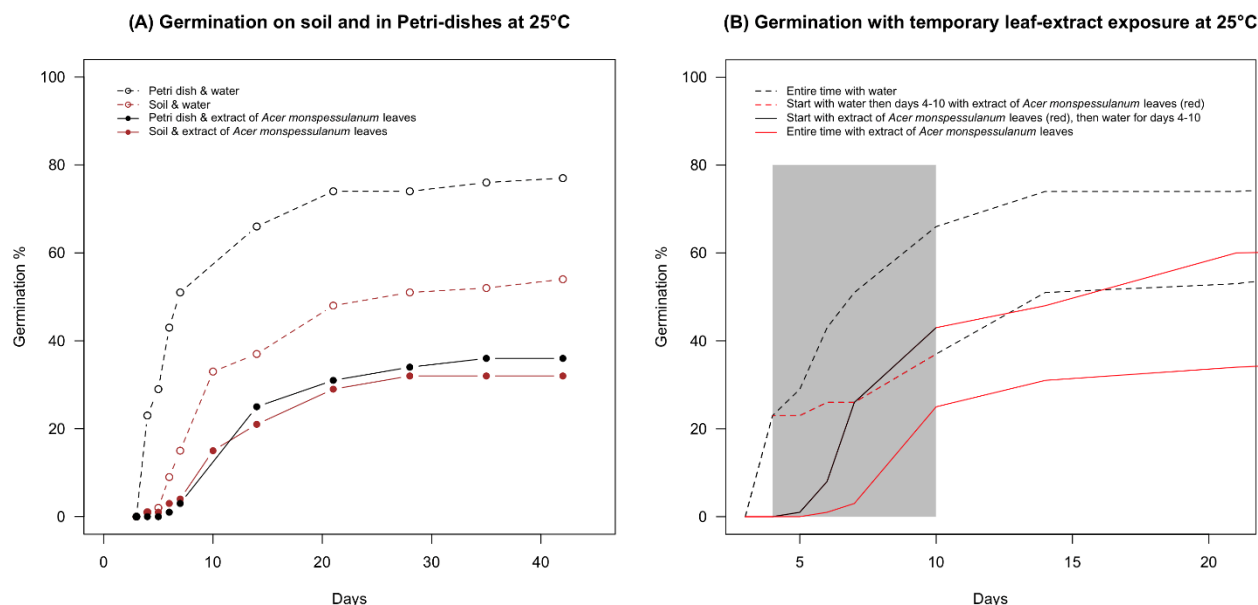 (A) Germination on soil and in Petri-dishes at 25°C
Petri dish & water
Soil & water
Petri dish & extract of Acer monspessulanum leaves
Soil & extract of Acer monspessulanum leaves
100
80
60
40
20
0
Germination %
0
10
20
30
40
Days
(B) Germination with temporary leaf-extract exposure at 25°C
Entire time with water
Start with water then days 4-10 with extract of Acer monspessulanum leaves (red)
Start with extract of Acer monspessulanum leaves (red), then water for days 4-10
Entire time with extract of Acer monspessulanum leaves
100
80
60
40
20
0
Germination %
5
10
15
20
Days